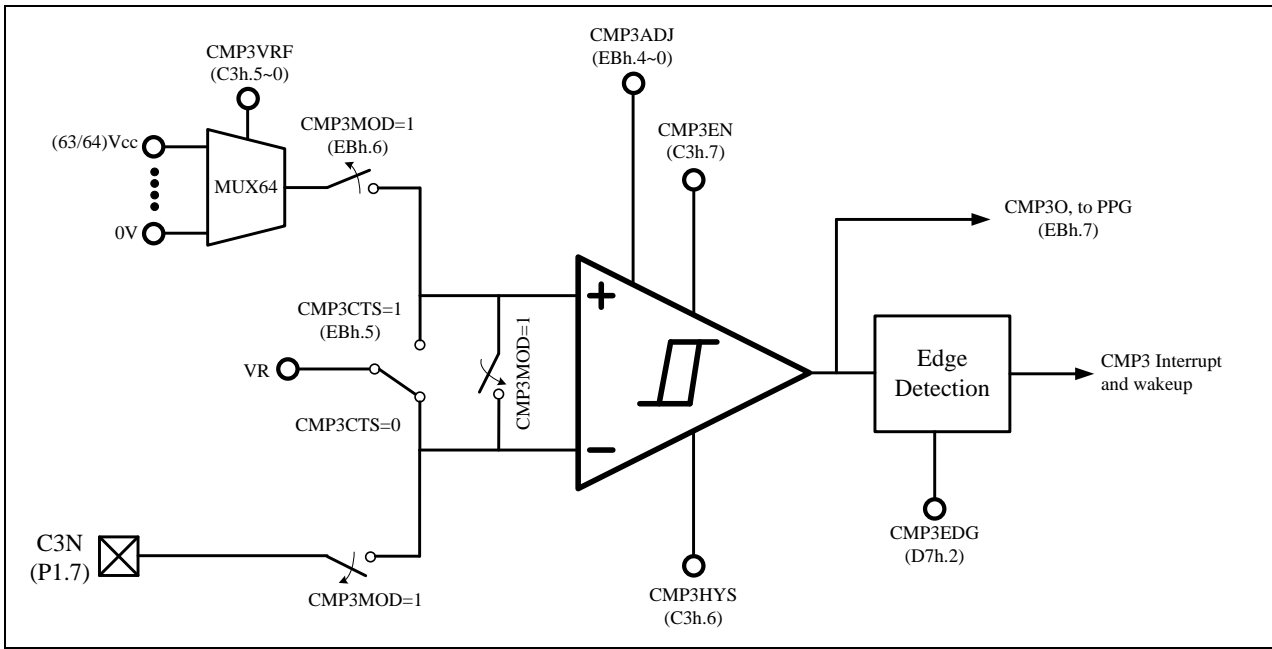 CMP3VRF
(C3h.5~0)
CMP3ADJ
(EBh.4~0)
CMP3MOD=1
(EBh.6)
CMP3EN
(C3h.7)
(63/64)Vcc
MUX64
0V
CMP3O, to PPG
(EBh.7)
CMP3CTS=1
(EBh.5)
CMP3MOD=1
VR
CMP3CTS=0
+
−
Edge
Detection
CMP3 Interrupt
and wakeup
C3N
(P1.7)
CMP3MOD=1
CMP3HYS
(C3h.6)
CMP3EDG
(D7h.2)